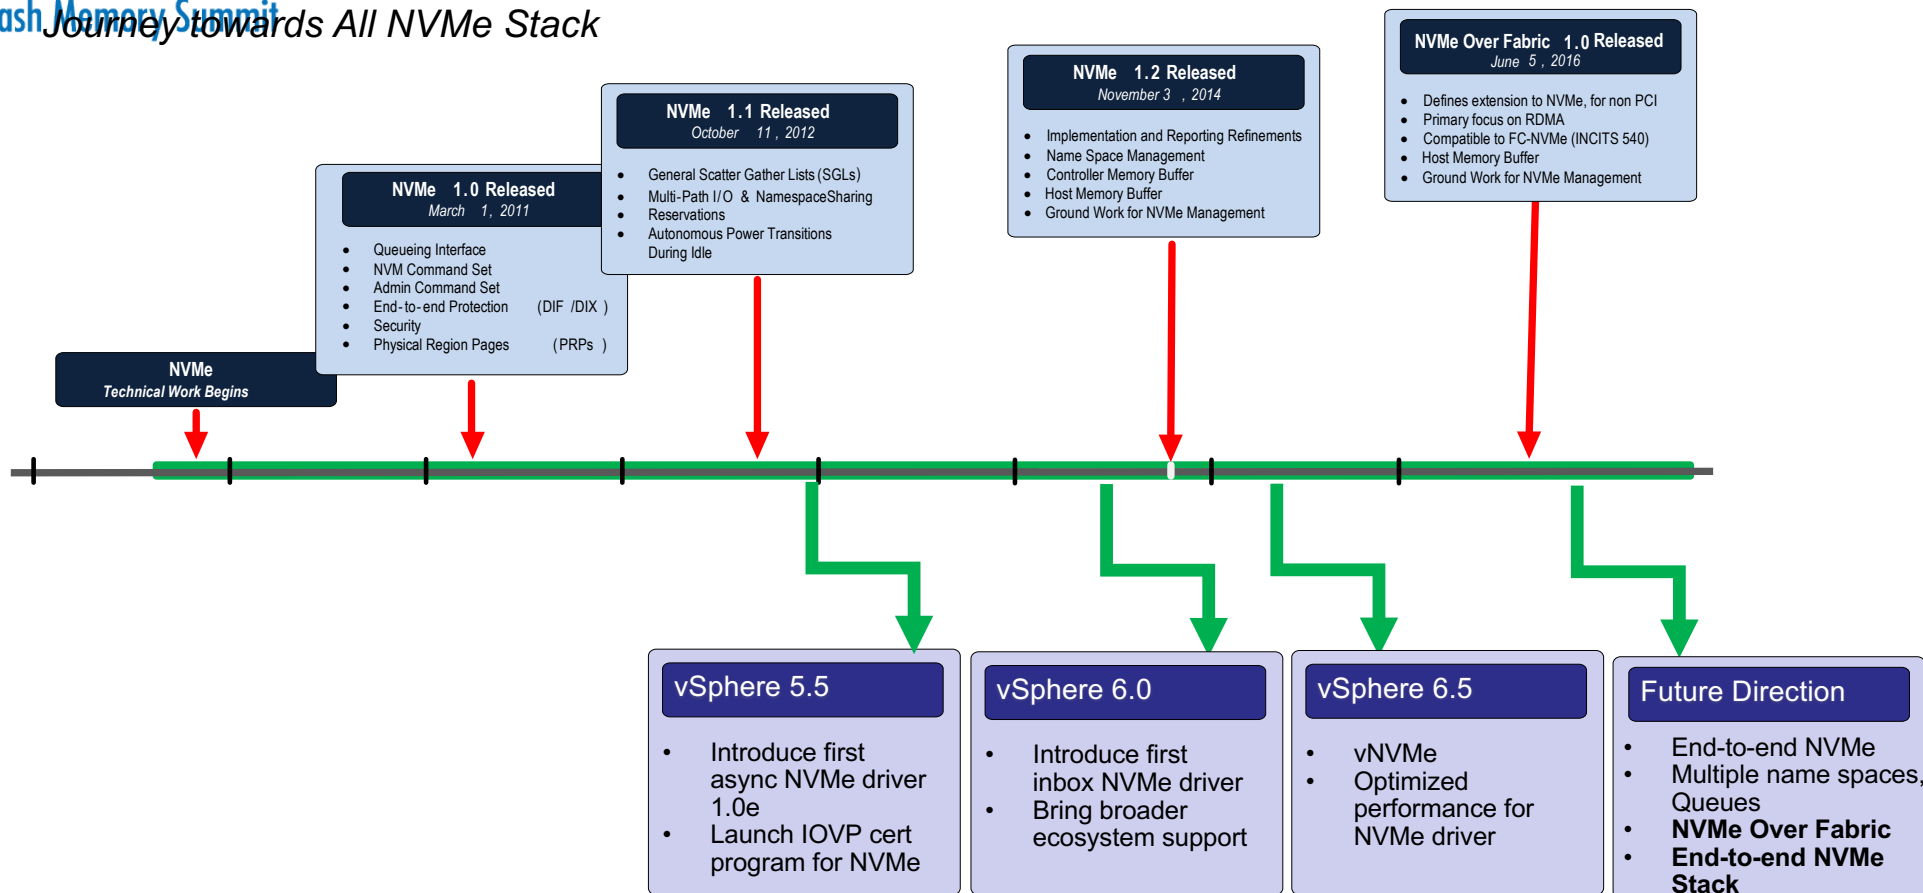 ash Memory Summit
Journey towards All NVMe Stack
NVMe
Technical Work Begins
NVMe 1.0 Released
March 1, 2011
• Queueing Interface
• NVM Command Set
• Admin Command Set
• End-to-end Protection (DIF /DIX )
• Security
• Physical Region Pages (PRPs )
NVMe 1.1 Released
October 11, 2012
• General Scatter Gather Lists (SGLs)
• Multi-Path I/O & NamespaceSharing
• Reservations
• Autonomous Power Transitions
During Idle
NVMe 1.2 Released
November 3 , 2014
• Implementation and Reporting Refinements
• Name Space Management
• Controller Memory Buffer
• Host Memory Buffer
• Ground Work for NVMe Management
NVMe Over Fabric 1.0 Released
June 5 , 2016
• Defines extension to NVMe, for non PCI
• Primary focus on RDMA
• Compatible to FC-NVMe (INCITS 540)
• Host Memory Buffer
• Ground Work for NVMe Management
vSphere 5.5
• Introduce first
async NVMe driver
1.0e
• Launch IOVP cert
program for NVMe
vSphere 6.0
• Introduce first
inbox NVMe driver
• Bring broader
ecosystem support
vSphere 6.5
• vNVMe
• Optimized
performance for
NVMe driver
Future Direction
• End-to-end NVMe
• Multiple name spaces,
Queues
• NVMe Over Fabric
• End-to-end NVMe
Stack